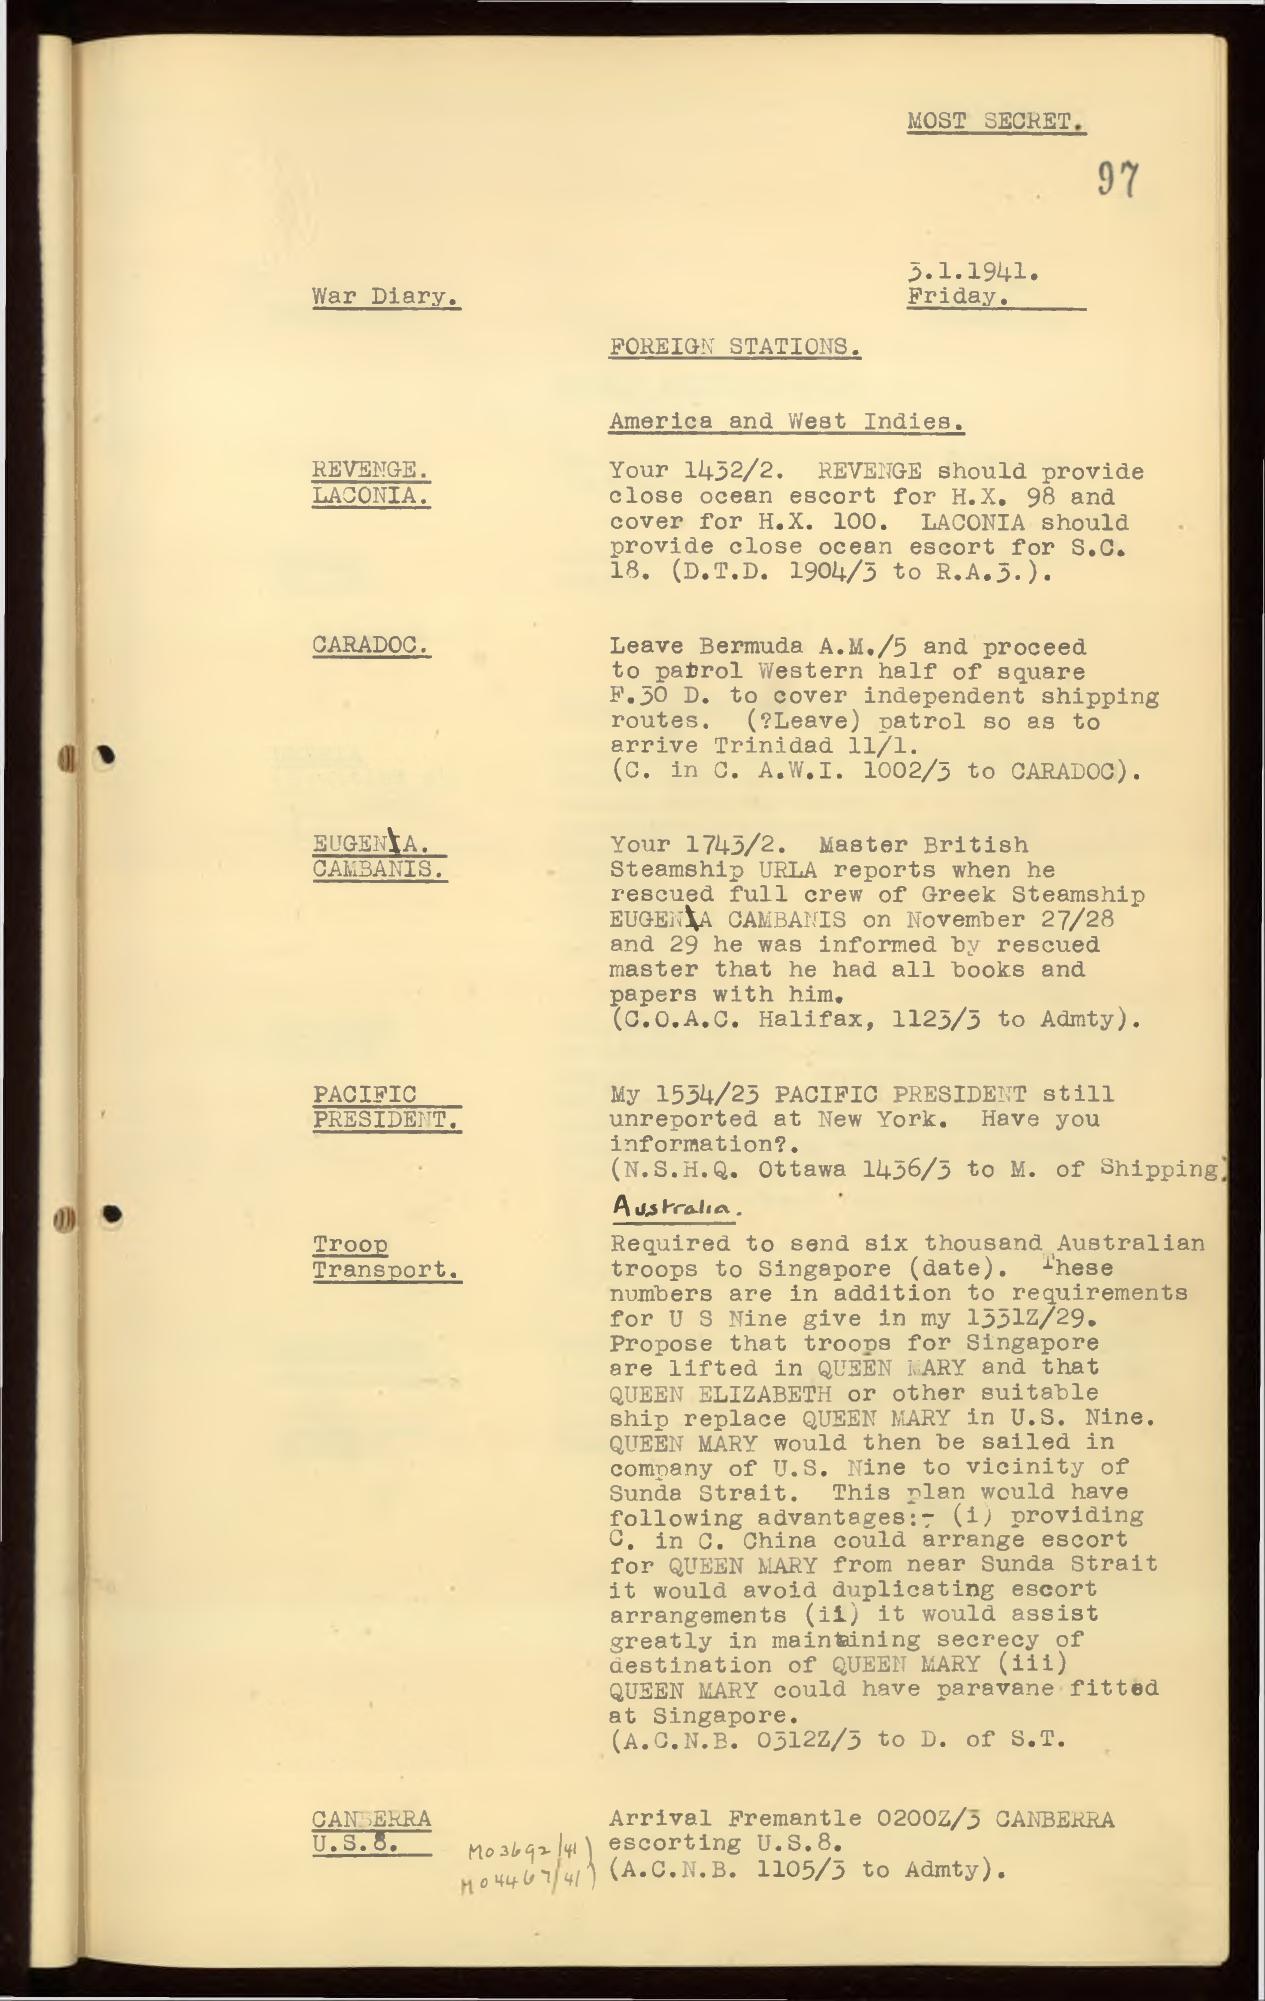 MOST SECRET.
97
3.1.1941.
War Diary.
Friday.
FOREIGN STATIONS.
America and West Indies.
REVENGE.
LACONIA.
Your 1432/2. REVENGE should provide
close ocean escort for H.X. 98 and
cover for H.X. 100. LACONIA should
provide close ocean escort for S.C.
18. (D.T.D. 1904/3 to R.A.3.).
CARADOC.
Leave Bermuda A.M./5 and proceed
to patrol Western half of square
F.30 D. to cover independent shipping
routes. (?Leave) patrol so as to
arrive Trinidad 11/1.
(C. in C. A.W.I. 1002/3 to CARADOC).
EUGENIA.
CAMBANIS.
Your 1743/2. Master British
Steamship URLA reports when he
rescued full crew of Greek Steamship
EUGENIA CAMBANIS on November 27/28
and 29 he was informed by rescued
master that he had all books and
papers with him.
(C.O.A.C. Halifax, 1123/3 to Admty).
PACIFIC
PRESIDENT.
My 1534/23 PACIFIC PRESIDENT still
unreported at New York. Have you
information?.
(N.S.H.Q. Ottawa 1436/3 to M. of Shipping)
Australia.
Troop
Transport.
Required to send six thousand Australian
troops to Singapore (date). These
numbers are in addition to requirements
for U S Nine give in my 1331Z/29.
Propose that troops for Singapore
are lifted in QUEEN MARY and that
QUEEN ELIZABETH or other suitable
ship replace QUEEN MARY in U.S. Nine.
QUEEN MARY would then be sailed in
company of U.S. Nine to vicinity of
Sunda Strait. This plan would have
following advantages:- (i) providing
C. in C. China could arrange escort
for QUEEN MARY from near Sunda Strait
it would avoid duplicating escort
arrangements (ii) it would assist
greatly in maintaining secrecy of
destination of QUEEN MARY (iii)
QUEEN MARY could have paravane fitted
at Singapore.
(A.C.N.B. 0312Z/3 to D. of S.T.
CANBERRA
U.S.8.
M03692/41)
M04467/41)
Arrival Fremantle 0200Z/3 CANBERRA
escorting U.S.8.
(A.C.N.B. 1105/3 to Admty).